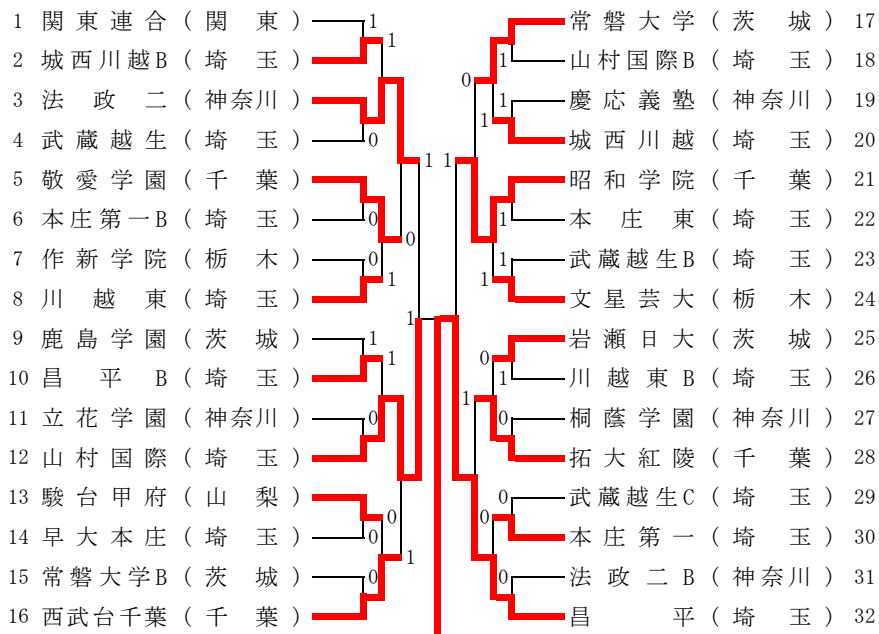 1 関東連合(関東)
2 城西川越B(埼玉)
3 法政二(神奈川)
4 武蔵越生(埼玉)
5 敬愛学園(千葉)
6 本庄第一B(埼玉)
7 作新学院(栃木)
8 川越東(埼玉)
9 鹿島学園(茨城)
10 昌平B(埼玉)
11 立花学園(神奈川)
12 山村国際(埼玉)
13 駿台甲府(山梨)
14 早大本庄(埼玉)
15 常磐大学B(茨城)
16 西武台千葉(千葉)
1
1
0
1
0
0
0
1
1
1
1
0
0
0
1
0
0
1
1
0
1
1
1
1
1
0
1
1
0
0
0
0
常磐大学(茨城) 17
山村国際B(埼玉) 18
慶応義塾(神奈川) 19
城西川越(埼玉) 20
昭和学院(千葉) 21
本庄東(埼玉) 22
武蔵越生B(埼玉) 23
文星芸大(栃木) 24
岩瀬日大(茨城) 25
川越東B(埼玉) 26
桐蔭学園(神奈川) 27
拓大紅陵(千葉) 28
武蔵越生C(埼玉) 29
本庄第一(埼玉) 30
法政二B(神奈川) 31
昌平(埼玉) 32